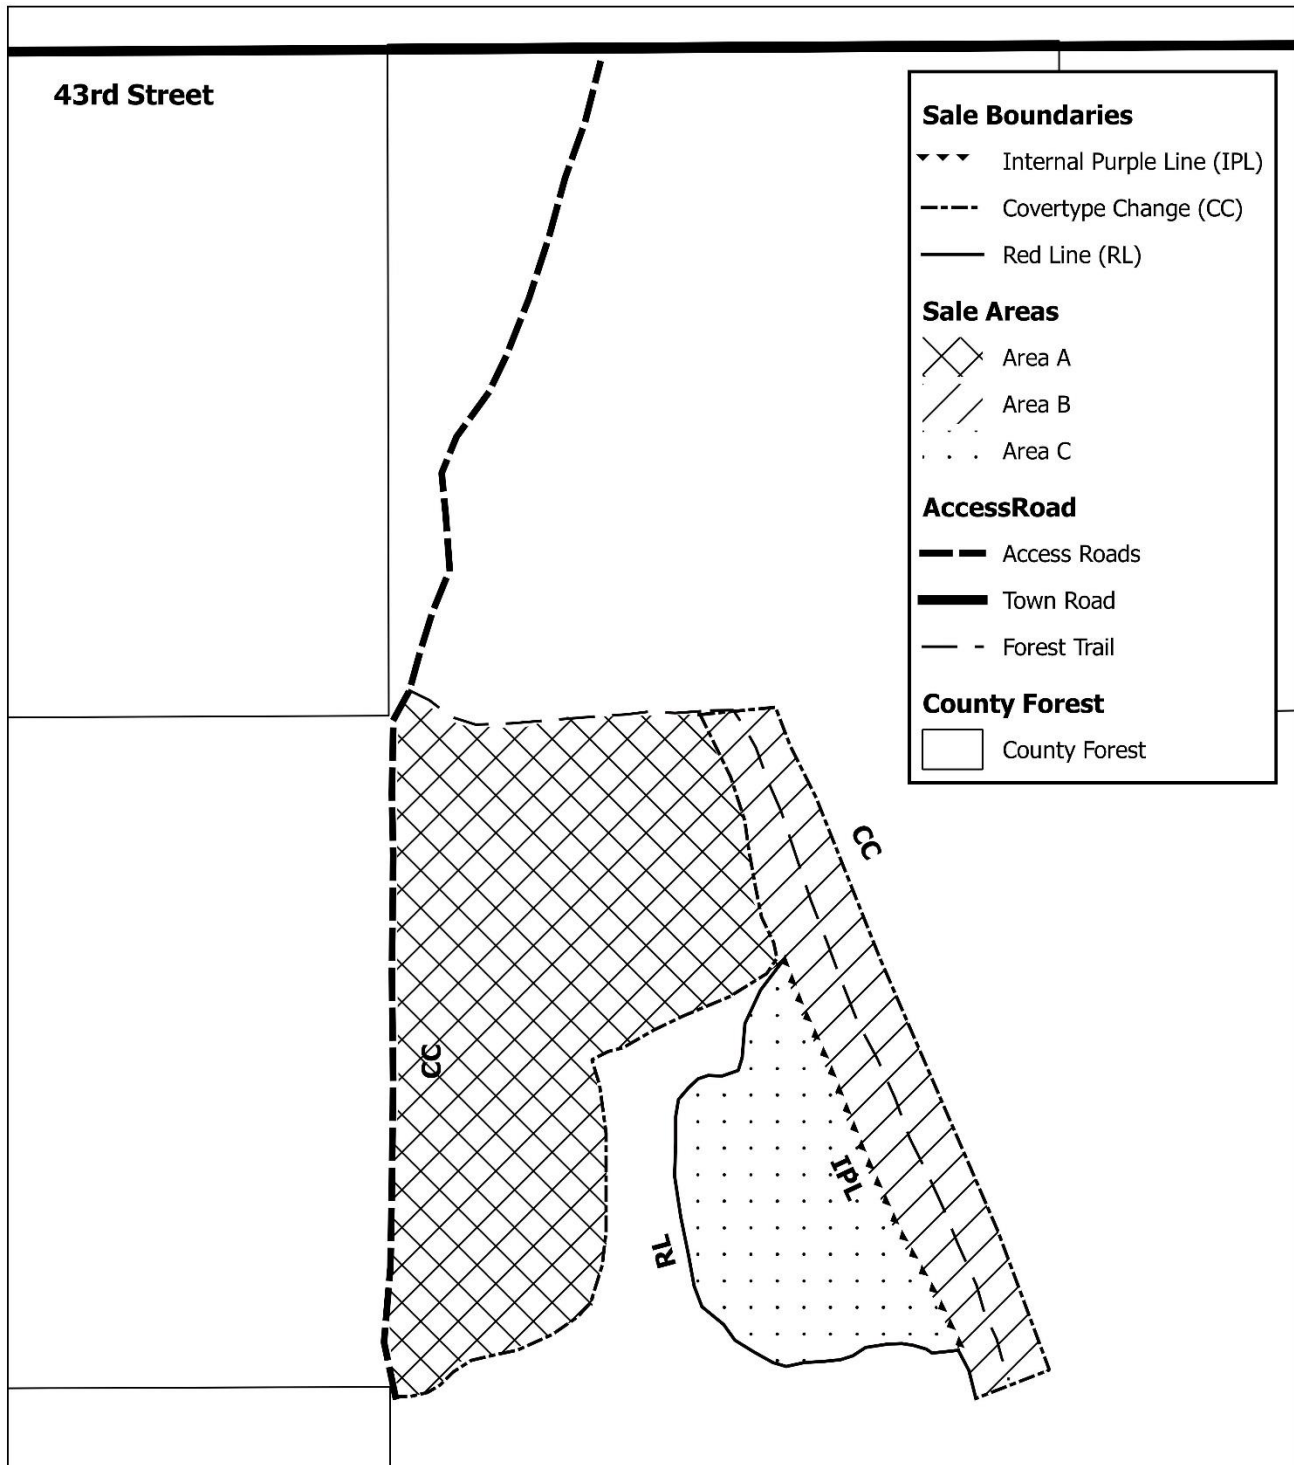 43rd Street
Sale Boundaries
Internal Purple Line (IPL)
Covertype Change (CC)
Red Line (RL)
Sale Areas
Area A
Area B
Area C
AccessRoad
Access Roads
Town Road
Forest Trail
County Forest
County Forest
CC
CC
IPL
RL